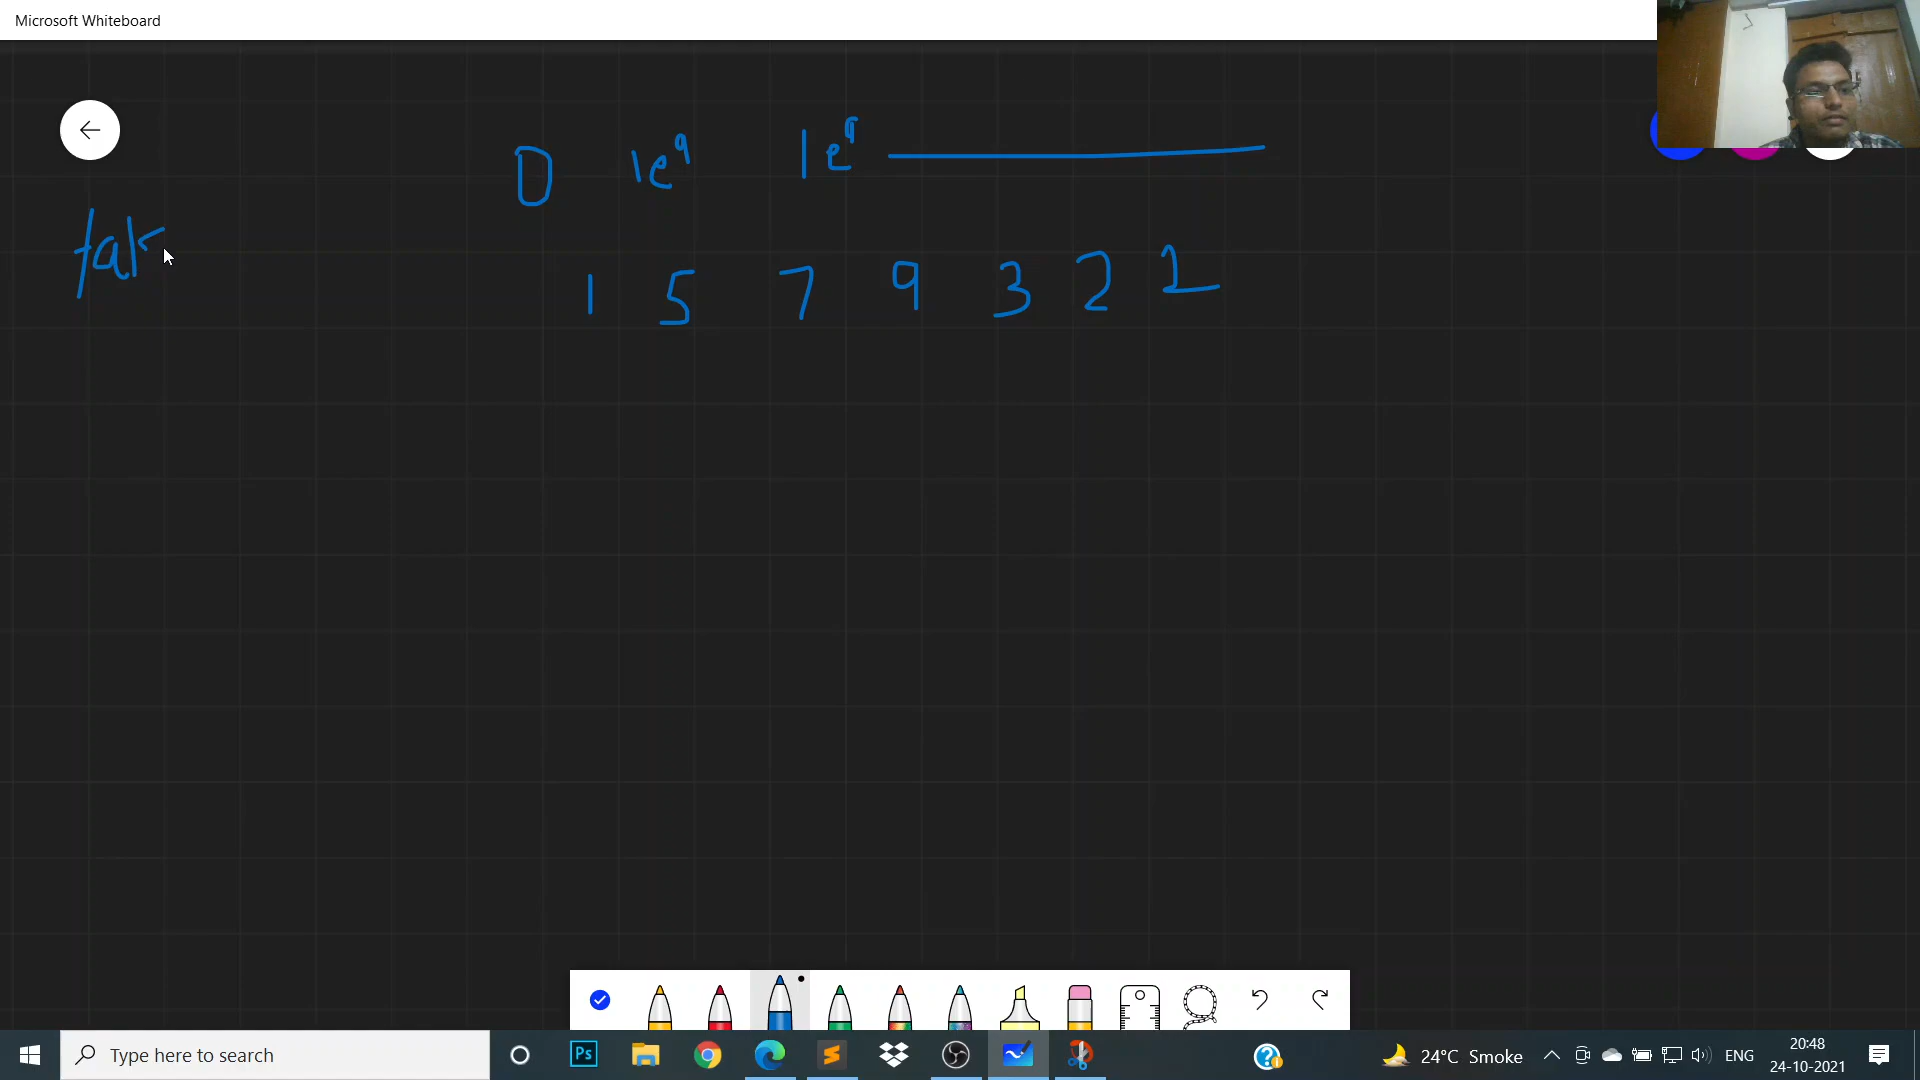 Microsoft Whiteboard
0 1e⁹ 1e⁹
1 5 7 9 3 2 1
Ps
Type here to search
24°C Smoke
ENG
20:48
24-10-2021